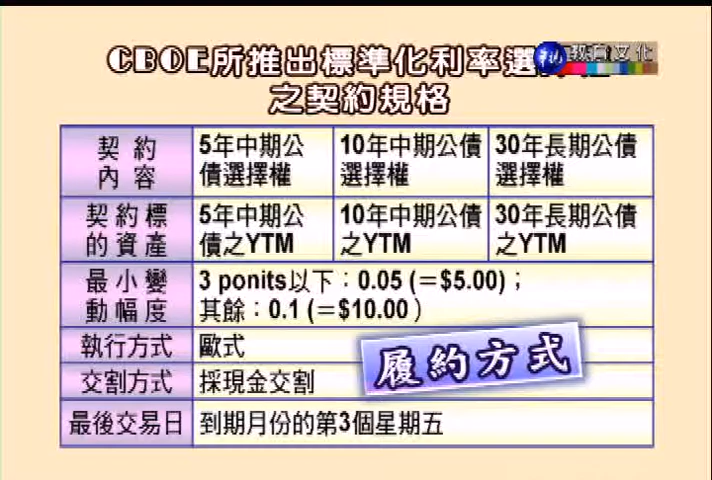 CBOE所推出標準化利率選
教育文化
之契約規格
契約內容
5年中期公債選擇權
10年中期公債選擇權
30年長期公債選擇權
契約標的資產
5年中期公債之YTM
10年中期公債之YTM
30年長期公債之YTM
最小變動幅度
3 ponits以下：0.05 (＝$5.00)；
其餘：0.1 (＝$10.00)
執行方式
歐式
履約方式
交割方式
採現金交割
最後交易日
到期月份的第3個星期五